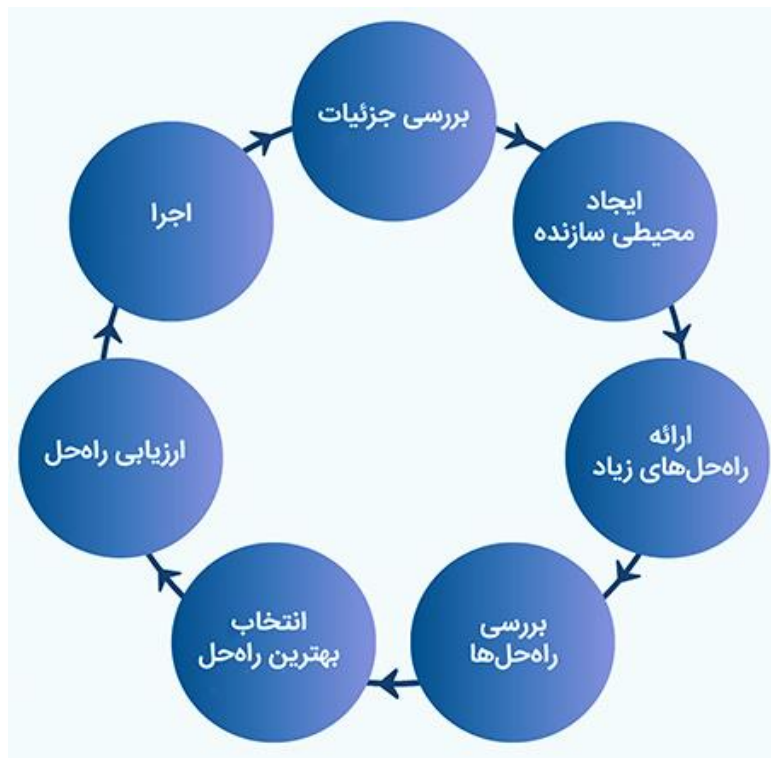 بررسی جزئیات
ایجاد
محیطی سازنده
ارائه
راه‌حل‌های زیاد
بررسی
راه‌حل‌ها
انتخاب
بهترین راه‌حل
ارزیابی راه‌حل
اجرا